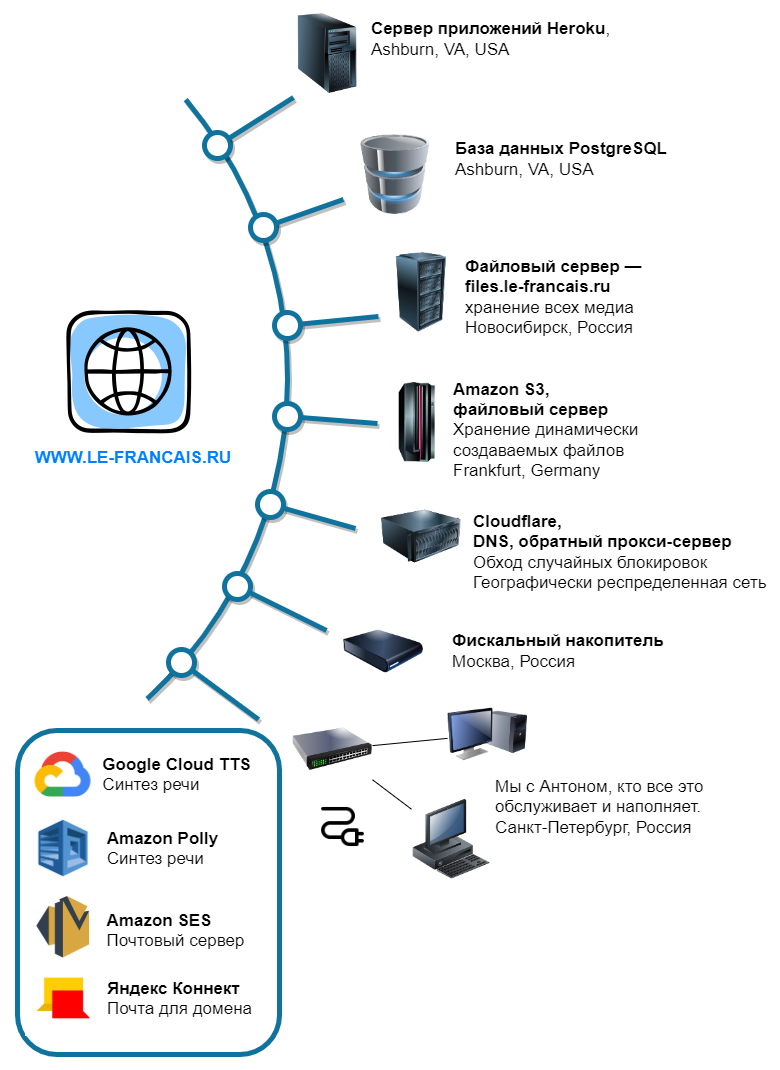 Сервер приложений Heroku,
Ashburn, VA, USA
База данных PostgreSQL
Ashburn, VA, USA
Файловый сервер —
files.le-francais.ru
хранение всех медиа
Новосибирск, Россия
WWW.LE-FRANCAIS.RU
Amazon S3,
файловый сервер
Хранение динамически
создаваемых файлов
Frankfurt, Germany
Cloudflare,
DNS, обратный прокси-сервер
Обход случайных блокировок
Географически респределенная сеть
Фискальный накопитель
Москва, Россия
Мы с Антоном, кто все это
обслуживает и наполняет.
Санкт-Петербург, Россия
Google Cloud TTS
Синтез речи
Amazon Polly
Синтез речи
Amazon SES
Почтовый сервер
Яндекс Коннект
Почта для домена